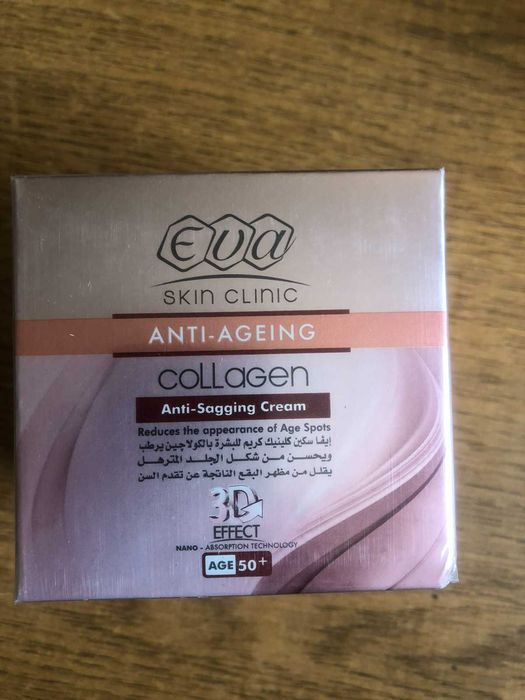 eva
SKIN CLINIC
ANTI-AGEING
coLLagen
Anti-Sagging Cream
Reduces the appearance of Age Spots
إيفا سكين كلينيك كريم للبشرة بالكولاجين يرطب
ويحسن من شكل الجلد المترهل
يقلل من مظهر البقع الناتجة عن تقدم السن
3D
EFFECT
NANO - ABSORPTION TECHNOLOGY
AGE 50+